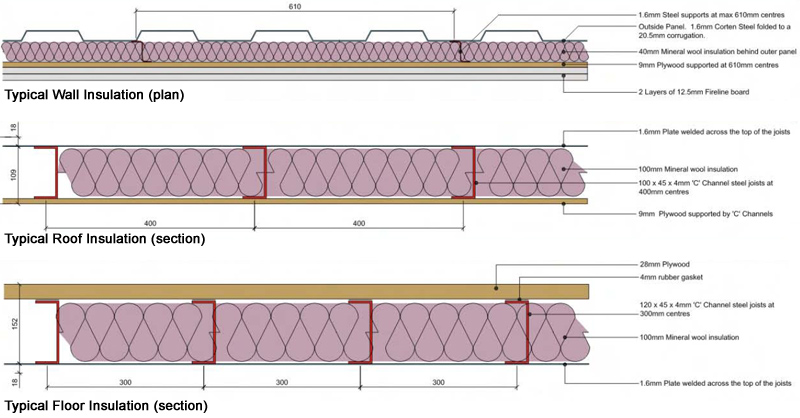 610
1.6mm Steel supports at max 610mm centres
Outside Panel. 1.6mm Corten Steel folded to a
20.5mm corrugation.
40mm Mineral wool insulation behind outer panel
9mm Plywood supported at 610mm centres
2 Layers of 12.5mm Fireline board
Typical Wall Insulation (plan)
18
1.6mm Plate welded across the top of the joists
109
100mm Mineral wool insulation
100 x 45 x 4mm 'C' Channel steel joists at
400mm centres
9mm Plywood supported by 'C' Channels
400
400
Typical Roof Insulation (section)
28mm Plywood
4mm rubber gasket
120 x 45 x 4mm 'C' Channel steel joists at
300mm centres
152
100mm Mineral wool insulation
18
300
300
300
1.6mm Plate welded across the top of the joists
Typical Floor Insulation (section)